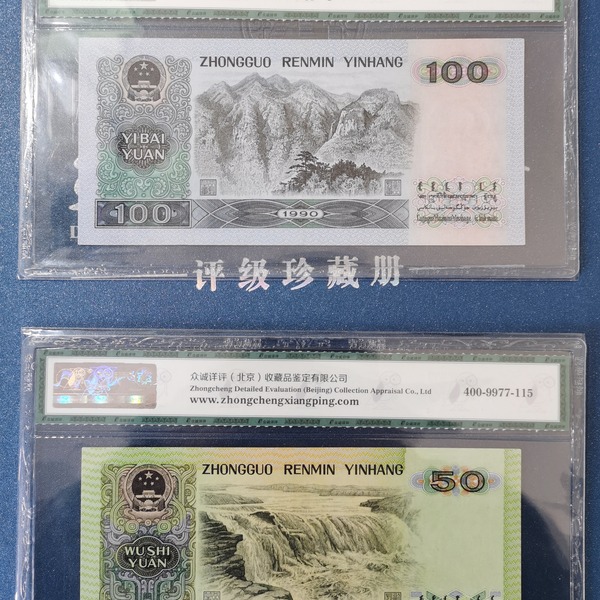 ZHONGGUO RENMIN YINHANG
100
YIBAI
YUAN
100
1990
评级珍藏册
众诚详评（北京）收藏品鉴定有限公司
Zhongcheng Detailed Evaluation (Beijing) Collection Appraisal Co., Ltd
www.zhongchengxiangping.com
400-9977-115
ZHONGGUO RENMIN YINHANG
50
WUSHI
YUAN